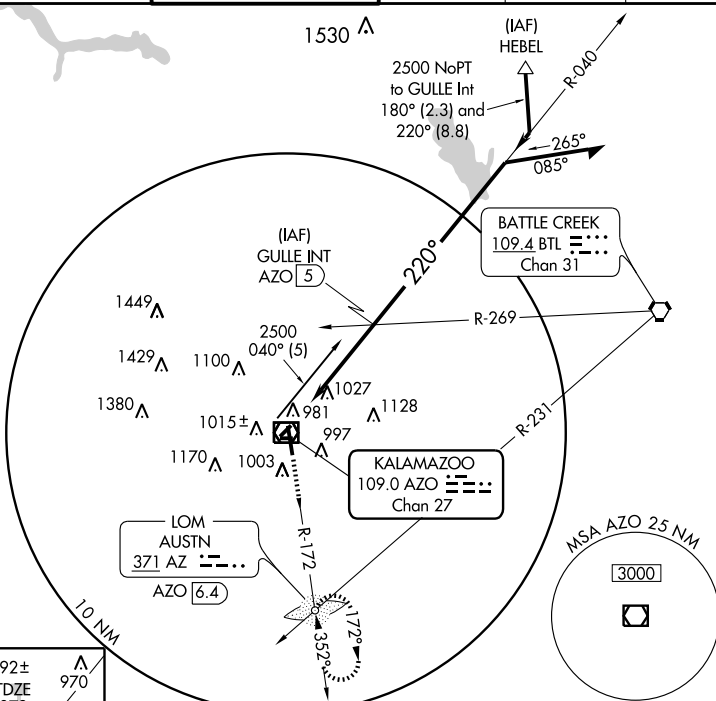 1530
(IAF)
HEBEL
R-040
2500 NoPT
to GULLE Int
180° (2.3) and
220° (8.8)
265°
085°
(IAF)
GULLE INT
AZO 5
220°
BATTLE CREEK
109.4 BTL
Chan 31
1449
R-269
2500
040° (5)
1429
1100
1027
1380
981
1128
1015±
997
R-231
1170
1003
KALAMAZOO
109.0 AZO
Chan 27
LOM
AUSTN
371 AZ
AZO 6.4
R-172
MSA AZO 25 NM
3000
172°
352°
10 NM
92±
970
TDZE